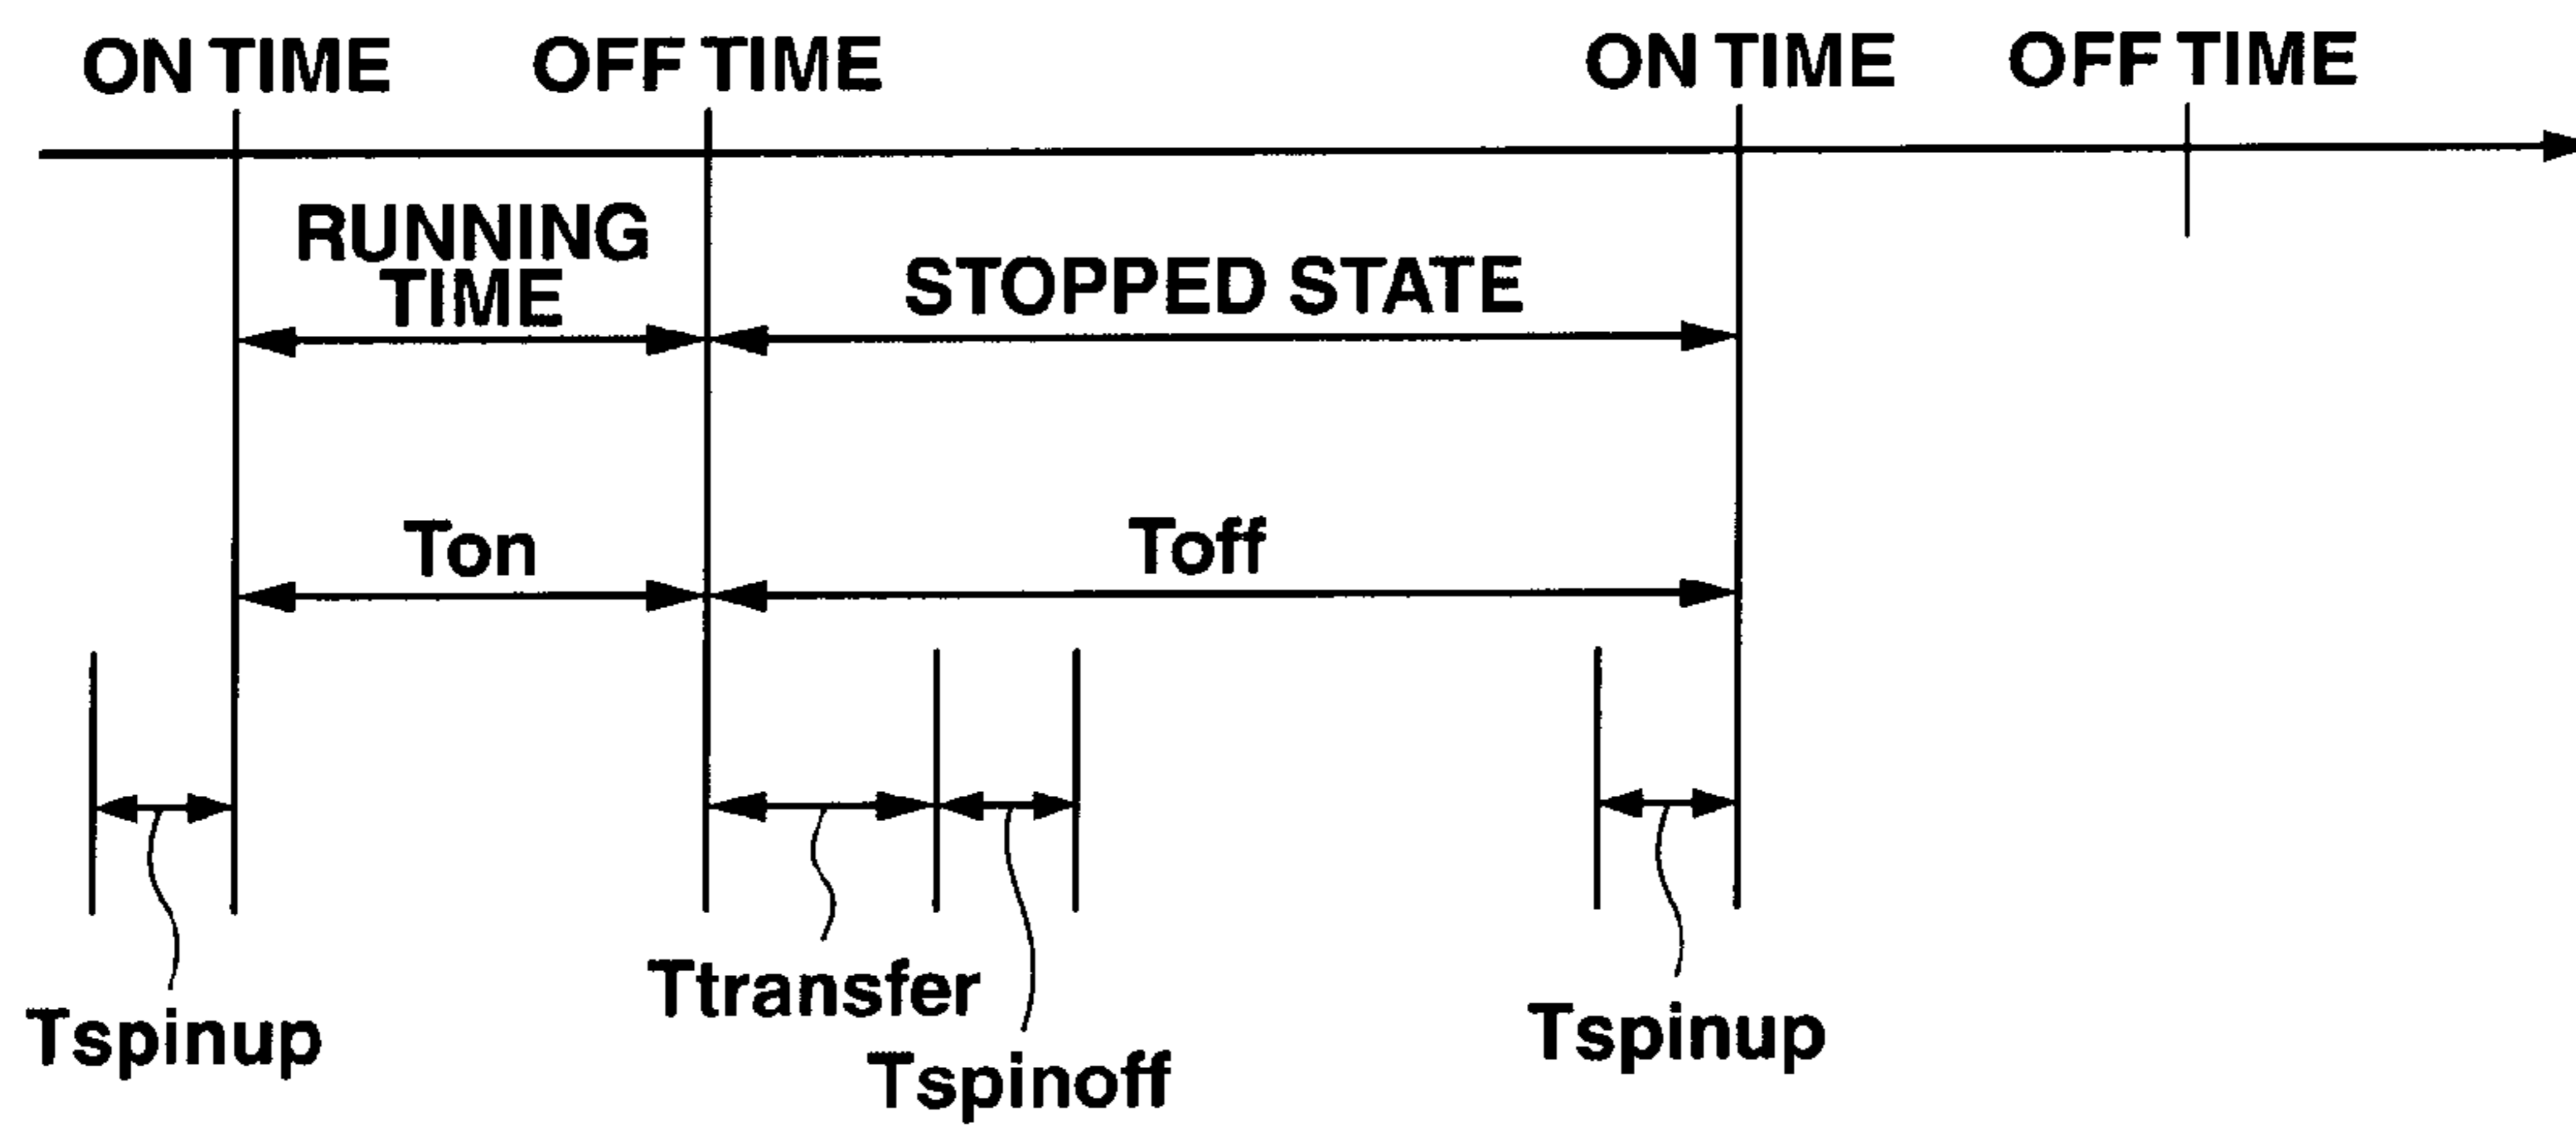 ON TIME
OFF TIME
ON TIME
OFF TIME
RUNNING
TIME
STOPPED STATE
Ton
Toff
Tspinup
Ttransfer
Tspinoff
Tspinup